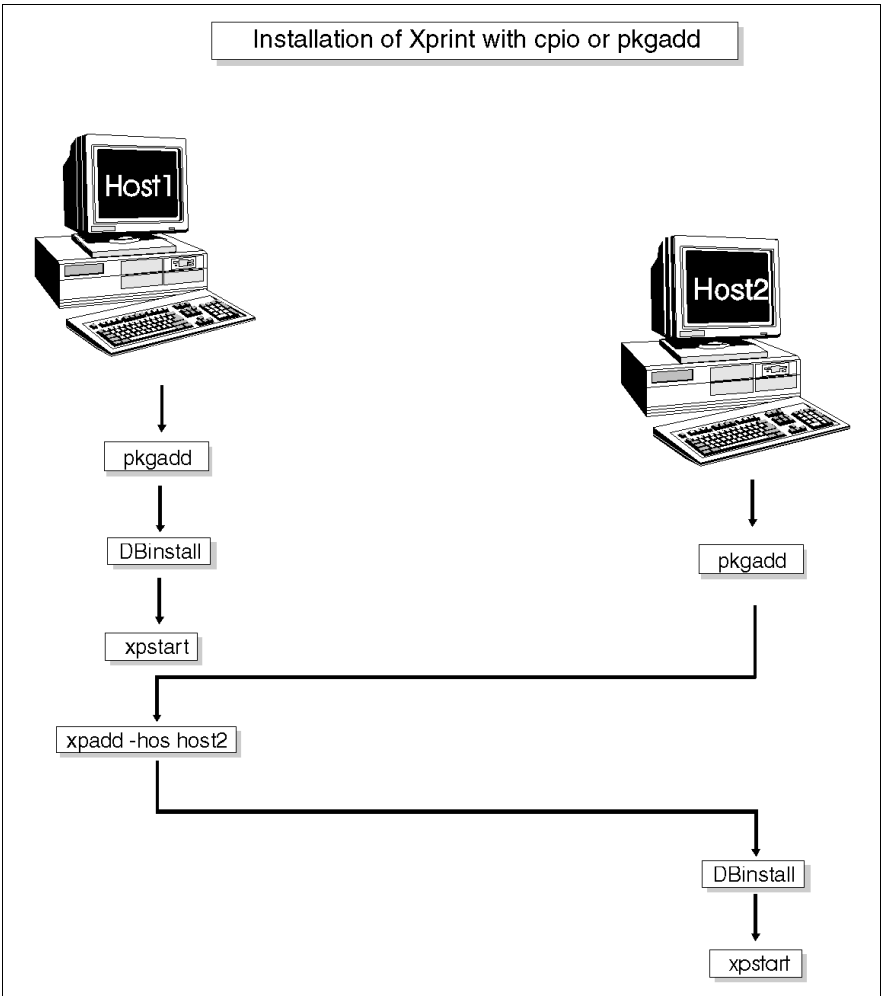 Installation of Xprint with cpio or pkgadd
Host1
Host2
pkgadd
DBinstall
pkgadd
xpstart
xpadd -hos host2
DBinstall
xpstart